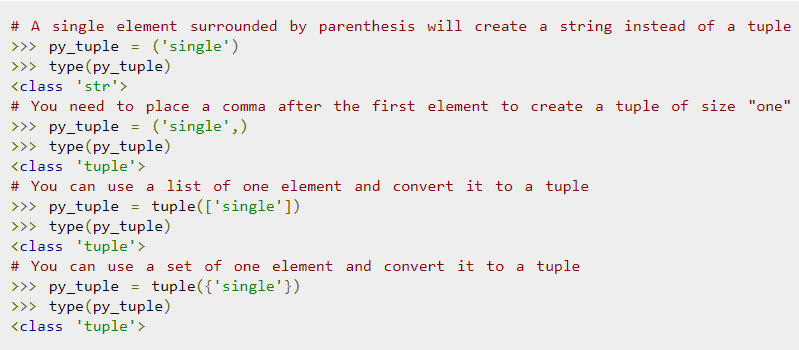 # A single element surrounded by parenthesis will create a string instead of a tuple
>>> py_tuple = ('single')
>>> type(py_tuple)
<class 'str'>
# You need to place a comma after the first element to create a tuple of size "one"
>>> py_tuple = ('single',)
>>> type(py_tuple)
<class 'tuple'>
# You can use a list of one element and convert it to a tuple
>>> py_tuple = tuple(['single'])
>>> type(py_tuple)
<class 'tuple'>
# You can use a set of one element and convert it to a tuple
>>> py_tuple = tuple({'single'})
>>> type(py_tuple)
<class 'tuple'>